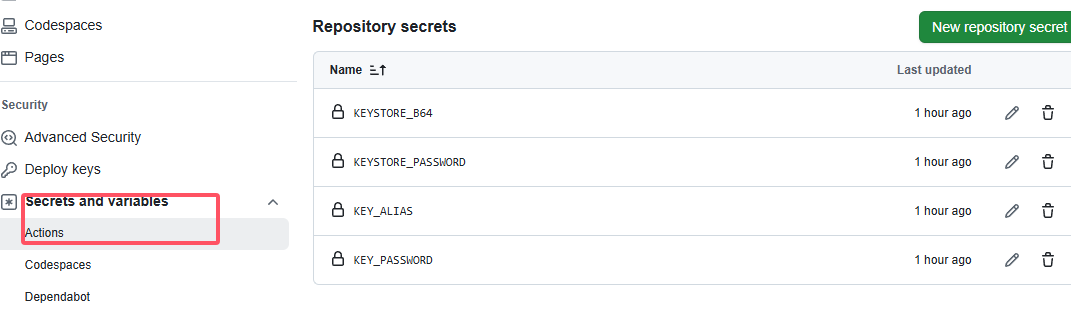 Codespaces
Pages
Security
Advanced Security
Deploy keys
Secrets and variables
Actions
Codespaces
Dependabot
Repository secrets
New repository secret
Name
Last updated
KEYSTORE_B64 1 hour ago
KEYSTORE_PASSWORD 1 hour ago
KEY_ALIAS 1 hour ago
KEY_PASSWORD 1 hour ago